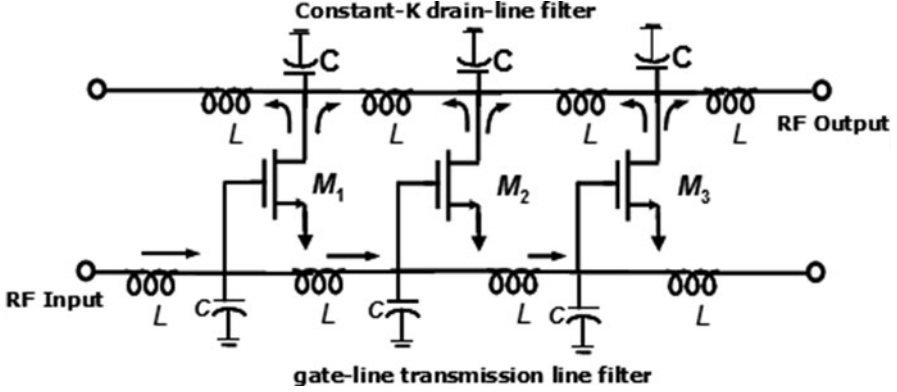 Constant-K drain-line filter
C C C
L L L L
RF Output
M1 M2 M3
RF Input
L C L C L C L
gate-line transmission line filter